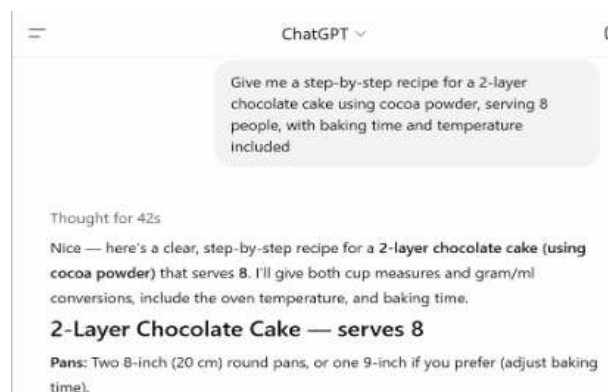 ChatGPT
Give me a step-by-step recipe for a 2-layer
chocolate cake using cocoa powder, serving 8
people, with baking time and temperature
included
Thought for 42s
Nice — here's a clear, step-by-step recipe for a 2-layer chocolate cake (using
cocoa powder) that serves 8. I'll give both cup measures and gram/ml
conversions, include the oven temperature, and baking time.
2-Layer Chocolate Cake — serves 8
Pans: Two 8-inch (20 cm) round pans, or one 9-inch if you prefer (adjust baking
time).